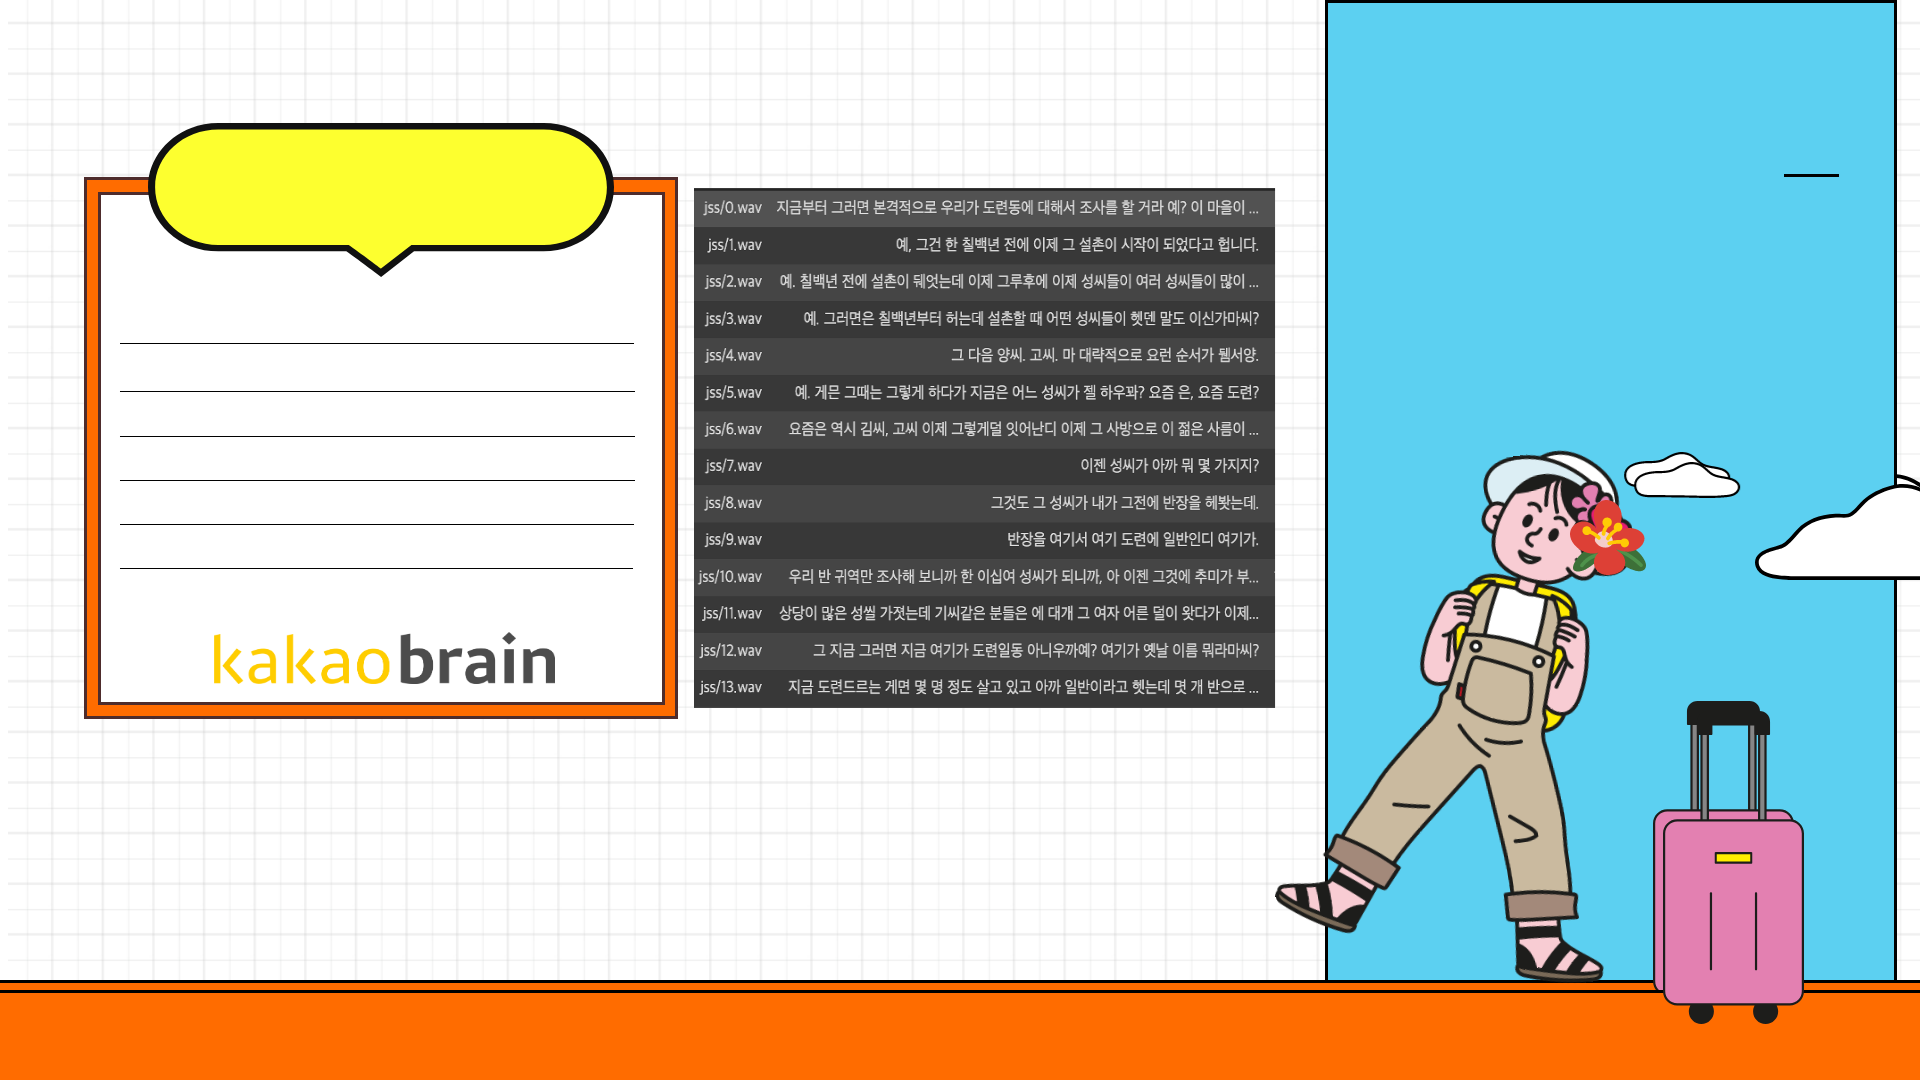 jss/0.wav 지금부터 그러면 본격적으로 우리가 도련동에 대해서 조사를 할 거라 예? 이 마을이 ...
jss/1.wav 예, 그건 한 칠백년 전에 이제 그 설촌이 시작이 되었다고 헙니다.
jss/2.wav 예. 칠백년 전에 설촌이 뒈엇는데 이제 그루후에 이제 성씨들이 여러 성씨들이 많이 ...
jss/3.wav 예. 그러면은 칠백년부터 허는데 설촌할 때 어떤 성씨들이 헷덴 말도 이신가마씨?
jss/4.wav 그 다음 양씨. 고씨. 마 대략적으로 요런 순서가 뒙서양.
jss/5.wav 예. 게믄 그때는 그렇게 하다가 지금은 어느 성씨가 젤 하우꽈? 요즘 은, 요즘 도련?
jss/6.wav 요즘은 역시 김씨, 고씨 이제 그렇게덜 잇어난디 이제 그 사방으로 이 젊은 사름이 ...
jss/7.wav 이젠 성씨가 아까 뭐 몇 가지지?
jss/8.wav 그것도 그 성씨가 내가 그전에 반장을 헤봣는데.
jss/9.wav 반장을 여기서 여기 도련에 일반인디 여기가.
jss/10.wav 우리 반 귀역만 조사해 보니까 한 이십여 성씨가 되니까, 아 이젠 그것에 추미가 부...
jss/11.wav 상당이 많은 성씰 가졋는데 기씨같은 분들은 에 대개 그 여자 어른 덜이 왓다가 이제...
jss/12.wav 그 지금 그러면 지금 여기가 도련일동 아니우까예? 여기가 옛날 이름 뭐라마씨?
jss/13.wav 지금 도련드르는 게면 몇 명 정도 살고 있고 아까 일반이라고 헷는데 몃 개 반으로 ...
kakaobrain